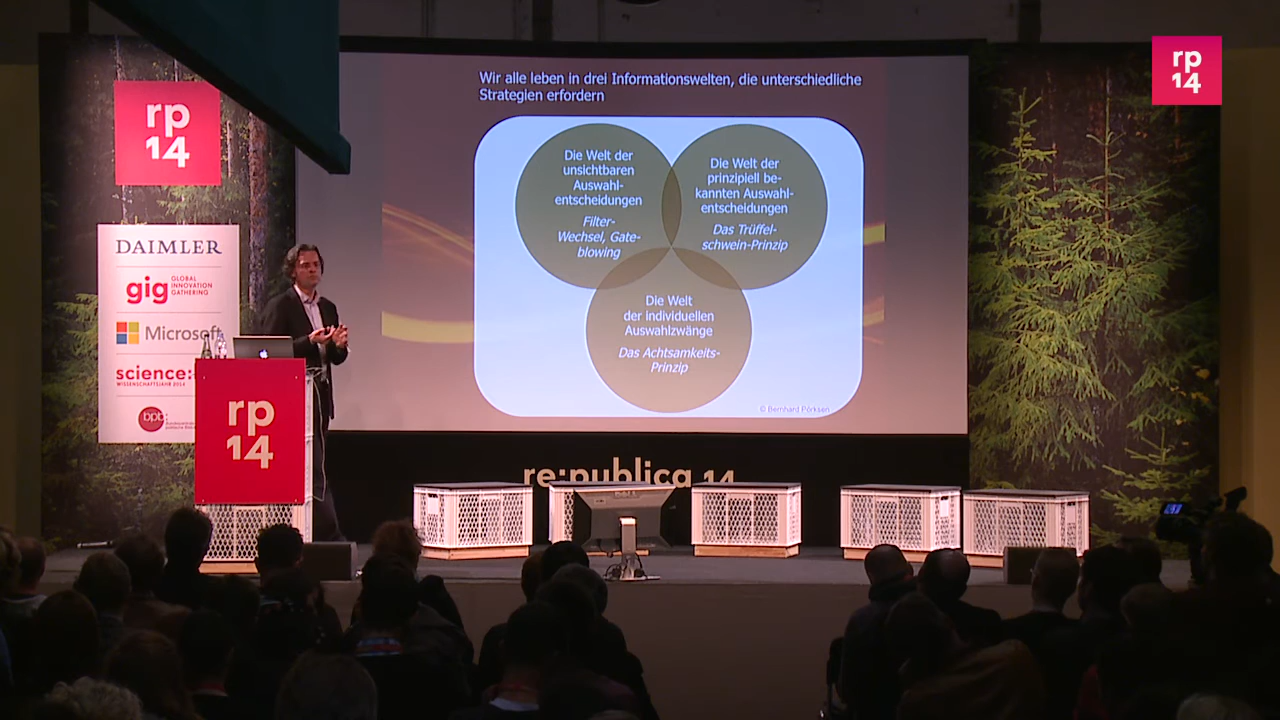 rp
14
rp
14
DAIMLER
gig
GLOBAL
INNOVATION
GATHERING
Microsoft
science:
WISSENSCHAFTSJAHR 2014
bpb:
rp
14
Wir alle leben in drei Informationswelten, die unterschiedliche
Strategien erfordern
Die Welt der
unsichtbaren
Auswahl-
entscheidungen
Filter-
Wechsel, Gate-
blowing
Die Welt der
prinzipiell be-
kannten Auswahl-
entscheidungen
Das Trüffel-
schwein-Prinzip
Die Welt
der individuellen
Auswahlzwänge
Das Achtsamkeits-
Prinzip
© Bernhard Pörksen
re:publica 14